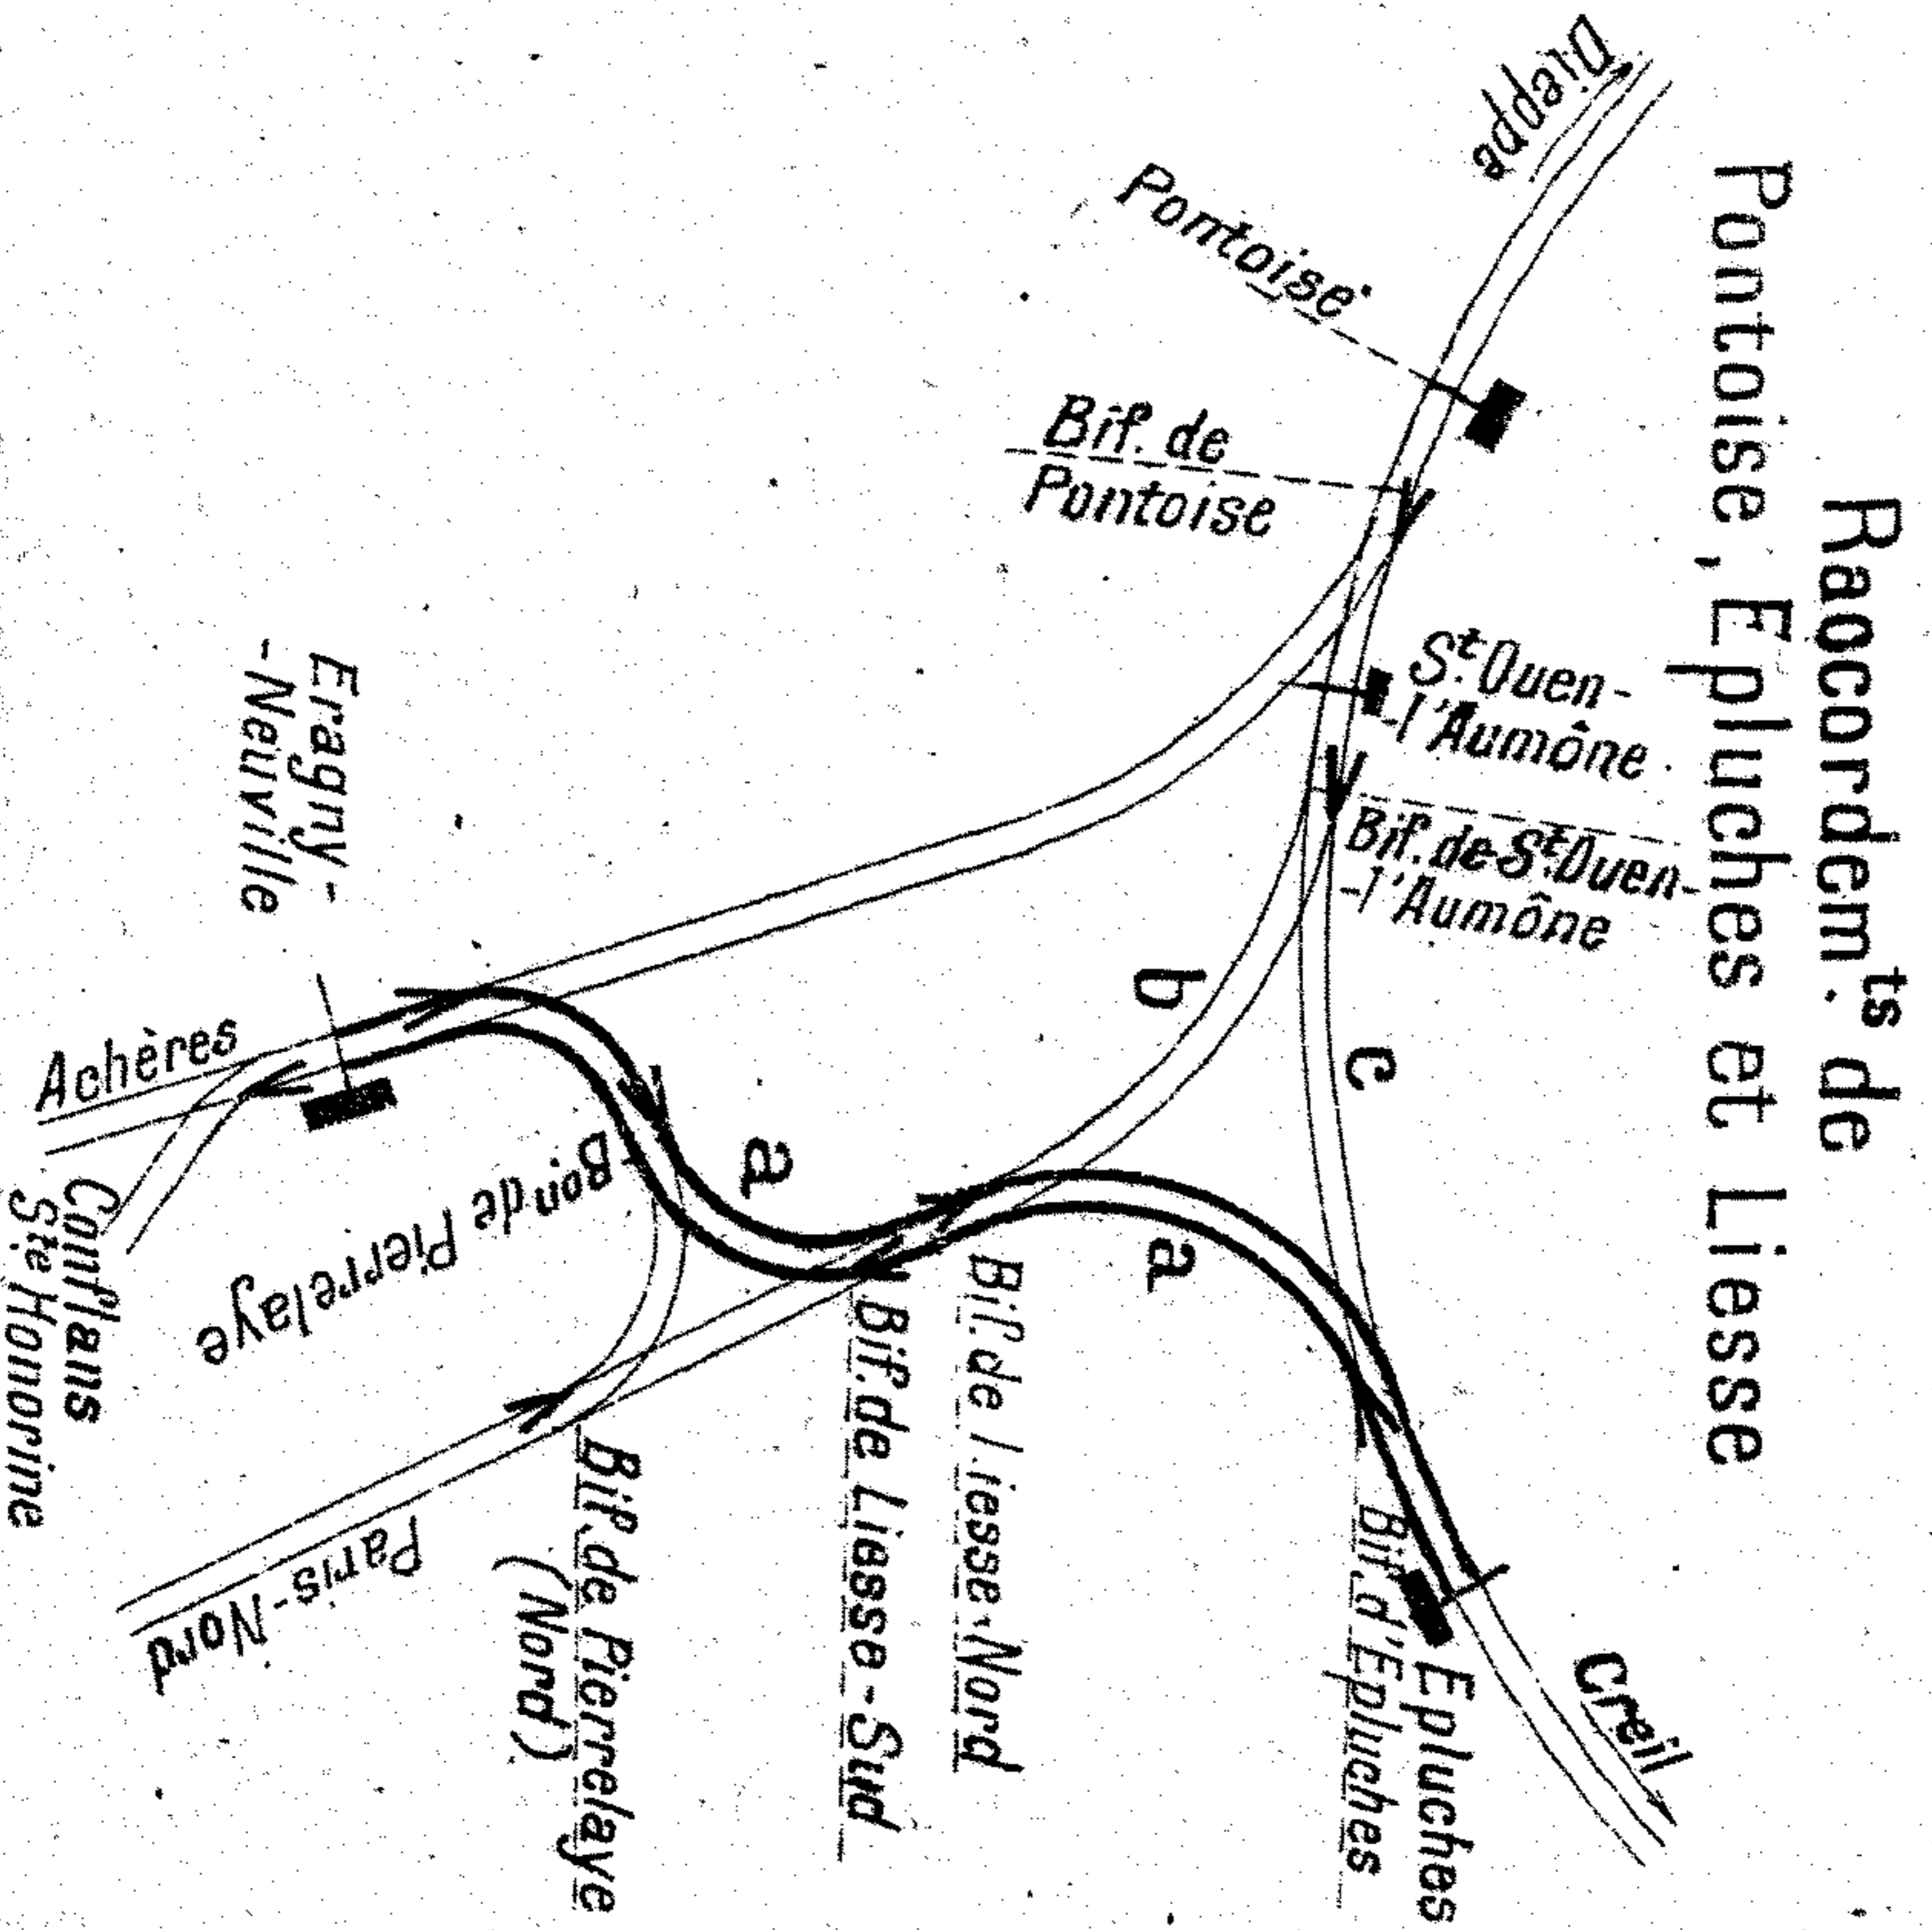 Raccordem.ts de
Pontoise, Epluches et Liesse
Dieppe
Pontoise
Bif. de
Pontoise
St. Ouen-
-l'Aumône
Bif. de St Ouen-
-l'Aumône
Eragny-
-Neuville
b
c
a
a
Achères
Conflans
Ste Honorine
Bon de Pierrelaye
Paris-Nord
Bif. de Pierrelaye
(Nord)
Bif. de Liesse-Sud
Bif. de Liesse-Nord
Bif. d'Epluches
Epluches
Creil